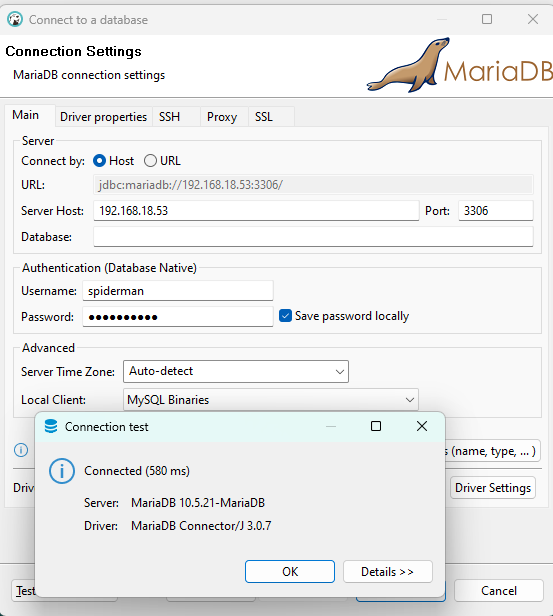 Connect to a database
Connection Settings
MariaDB connection settings
MariaDB
Main Driver properties SSH Proxy SSL
Server
Connect by: Host URL
URL: jdbc:mariadb://192.168.18.53:3306/
Server Host: 192.168.18.53 Port: 3306
Database:
Authentication (Database Native)
Username: spiderman
Password: ●●●●●●●●●● Save password locally
Advanced
Server Time Zone: Auto-detect
Local Client: MySQL Binaries
Connection test
(name, type, ... )
Connected (580 ms)
Server: MariaDB 10.5.21-MariaDB
Driver Settings
Driver: MariaDB Connector/J 3.0.7
OK Details >>
Cancel